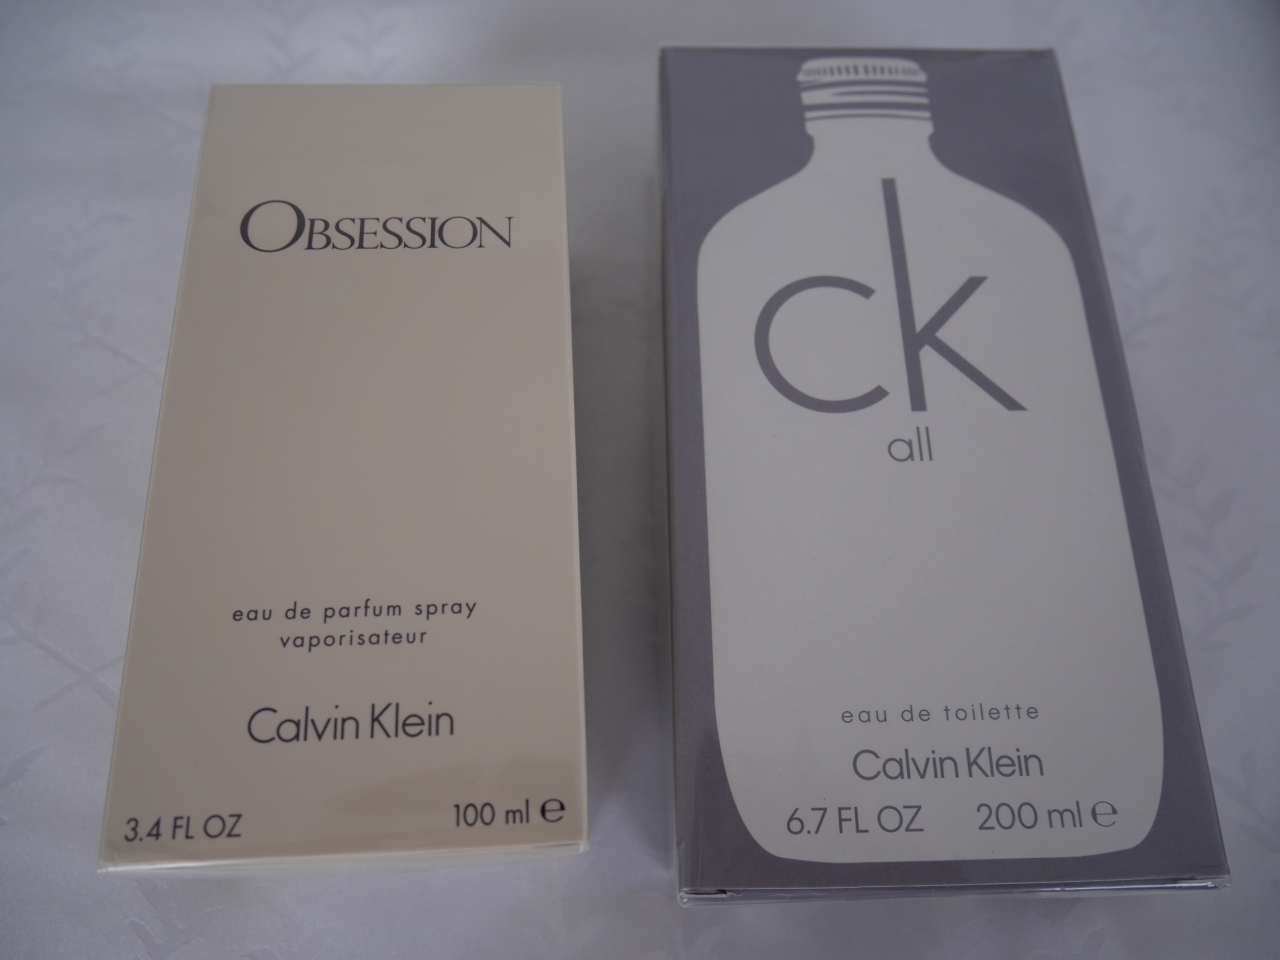 OBSESSION
eau de parfum spray
vaporisateur
Calvin Klein
3.4 FL OZ 100 ml ℮
ck
all
eau de toilette
Calvin Klein
6.7 FL OZ 200 ml ℮